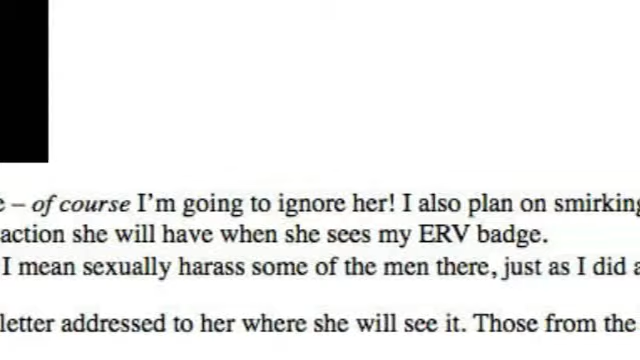 e – of course I'm going to ignore her! I also plan on smirking
action she will have when she sees my ERV badge.
I mean sexually harass some of the men there, just as I did a
letter addressed to her where she will see it. Those from the